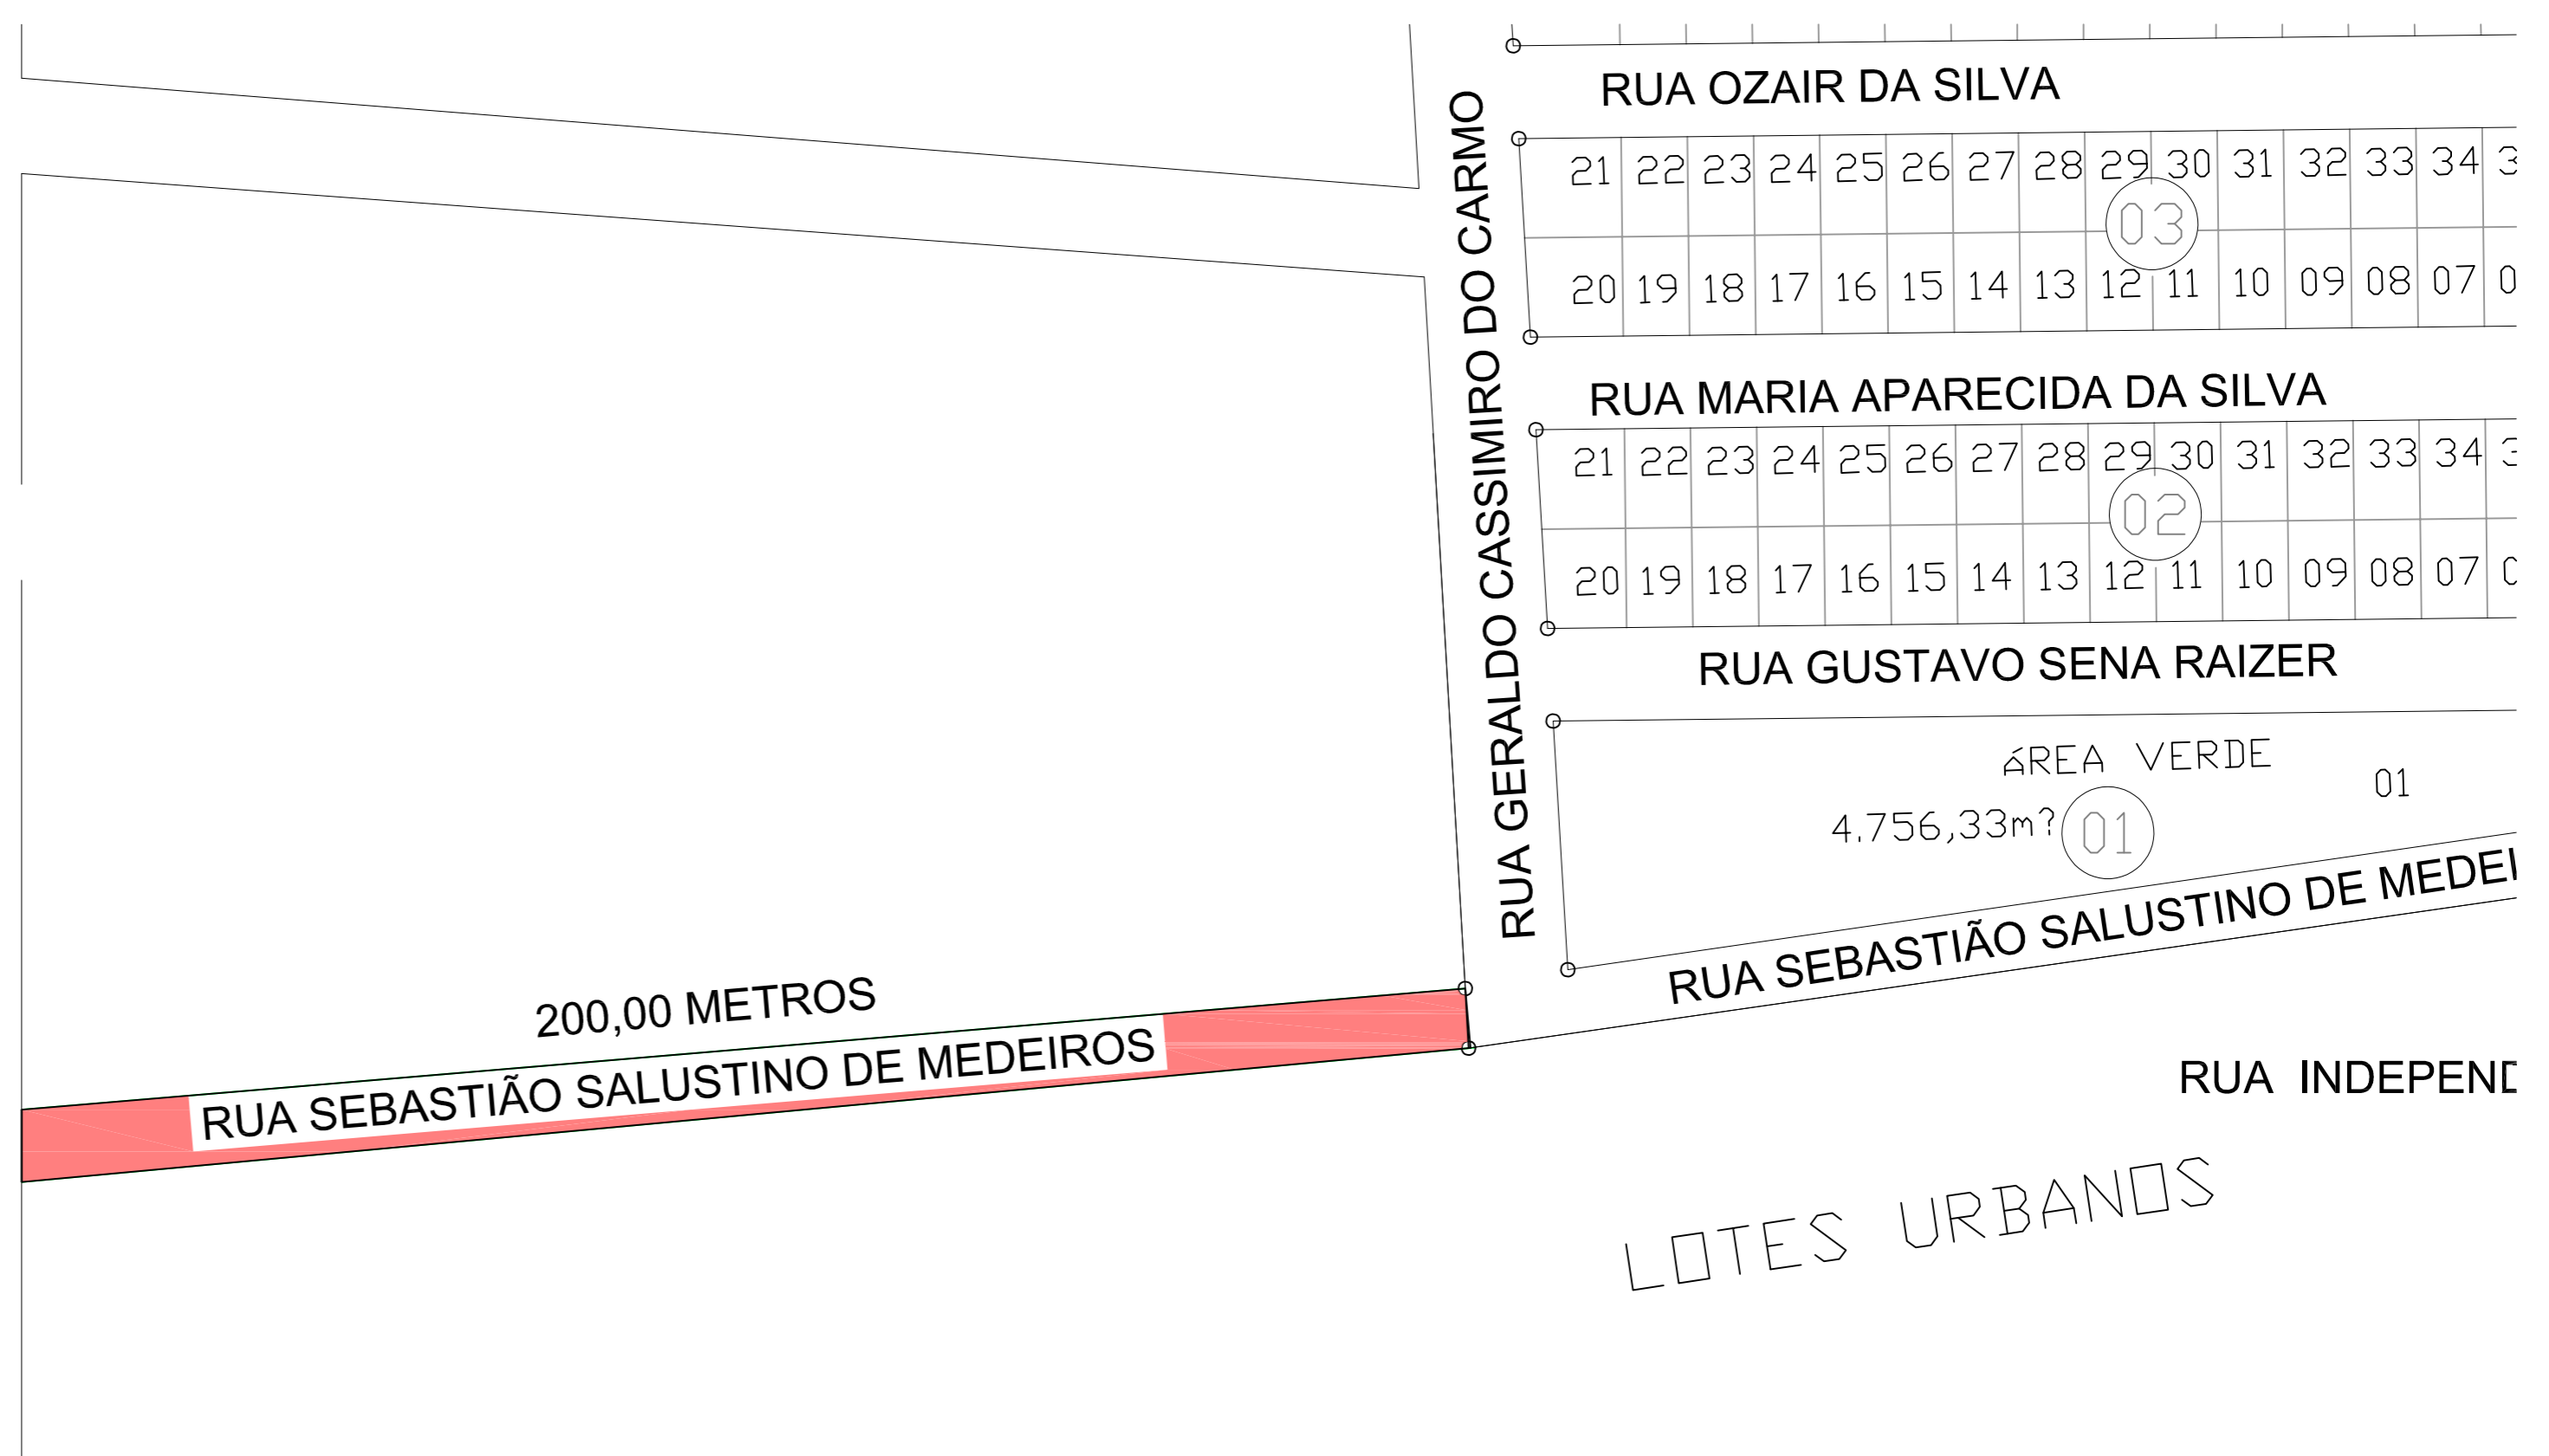 RUA OZAIR DA SILVA
21 22 23 24 25 26 27 28 29 30 31 32 33 34
03
20 19 18 17 16 15 14 13 12 11 10 09 08 07
RUA GERALDO CASSIMIRO DO CARMO
RUA MARIA APARECIDA DA SILVA
21 22 23 24 25 26 27 28 29 30 31 32 33 34
02
20 19 18 17 16 15 14 13 12 11 10 09 08 07
RUA GUSTAVO SENA RAIZER
ÁREA VERDE
01
4.756,33m?
01
RUA SEBASTIÃO SALUSTINO DE MEDEI
200,00 METROS
RUA SEBASTIÃO SALUSTINO DE MEDEIROS
RUA INDEPEN
LOTES URBANOS